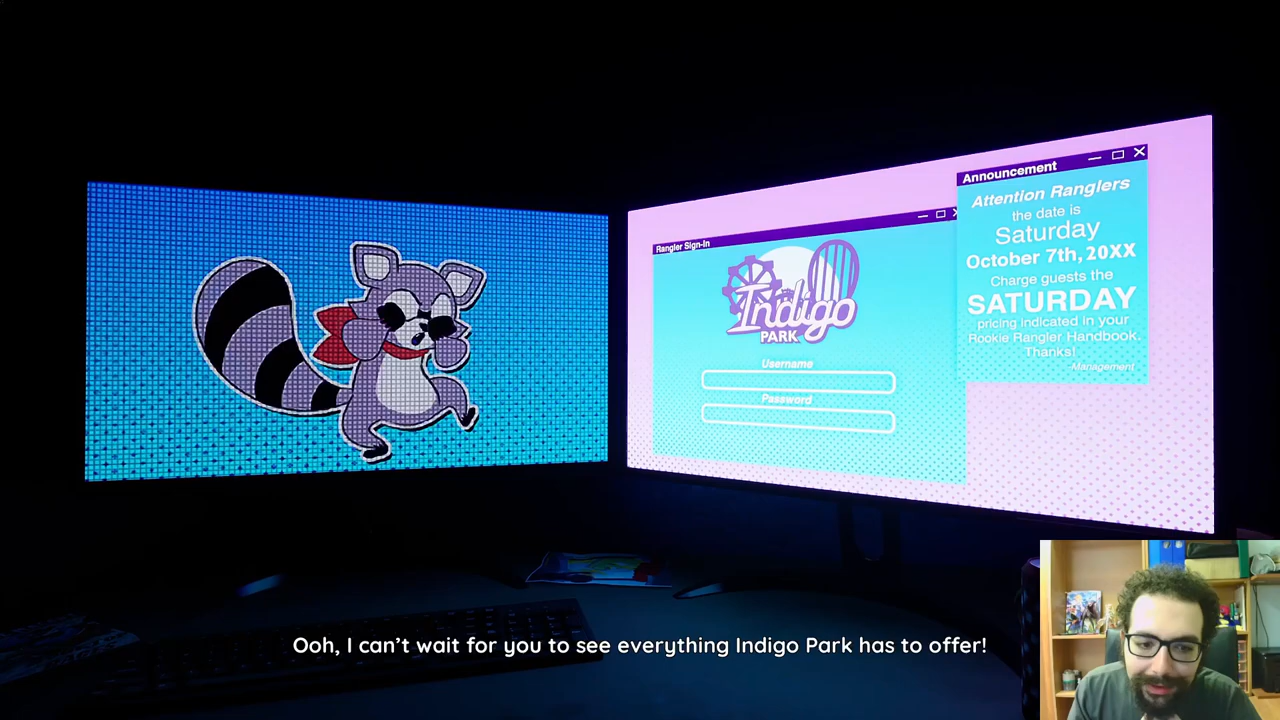 Rangler Sign-In
Indigo
PARK
Username
Password
Announcement
Attention Ranglers
the date is
Saturday
October 7th, 20XX
Charge guests the
SATURDAY
pricing indicated in your
Rookie Rangler Handbook.
Thanks!
Management
Ooh, I can't wait for you to see everything Indigo Park has to offer!